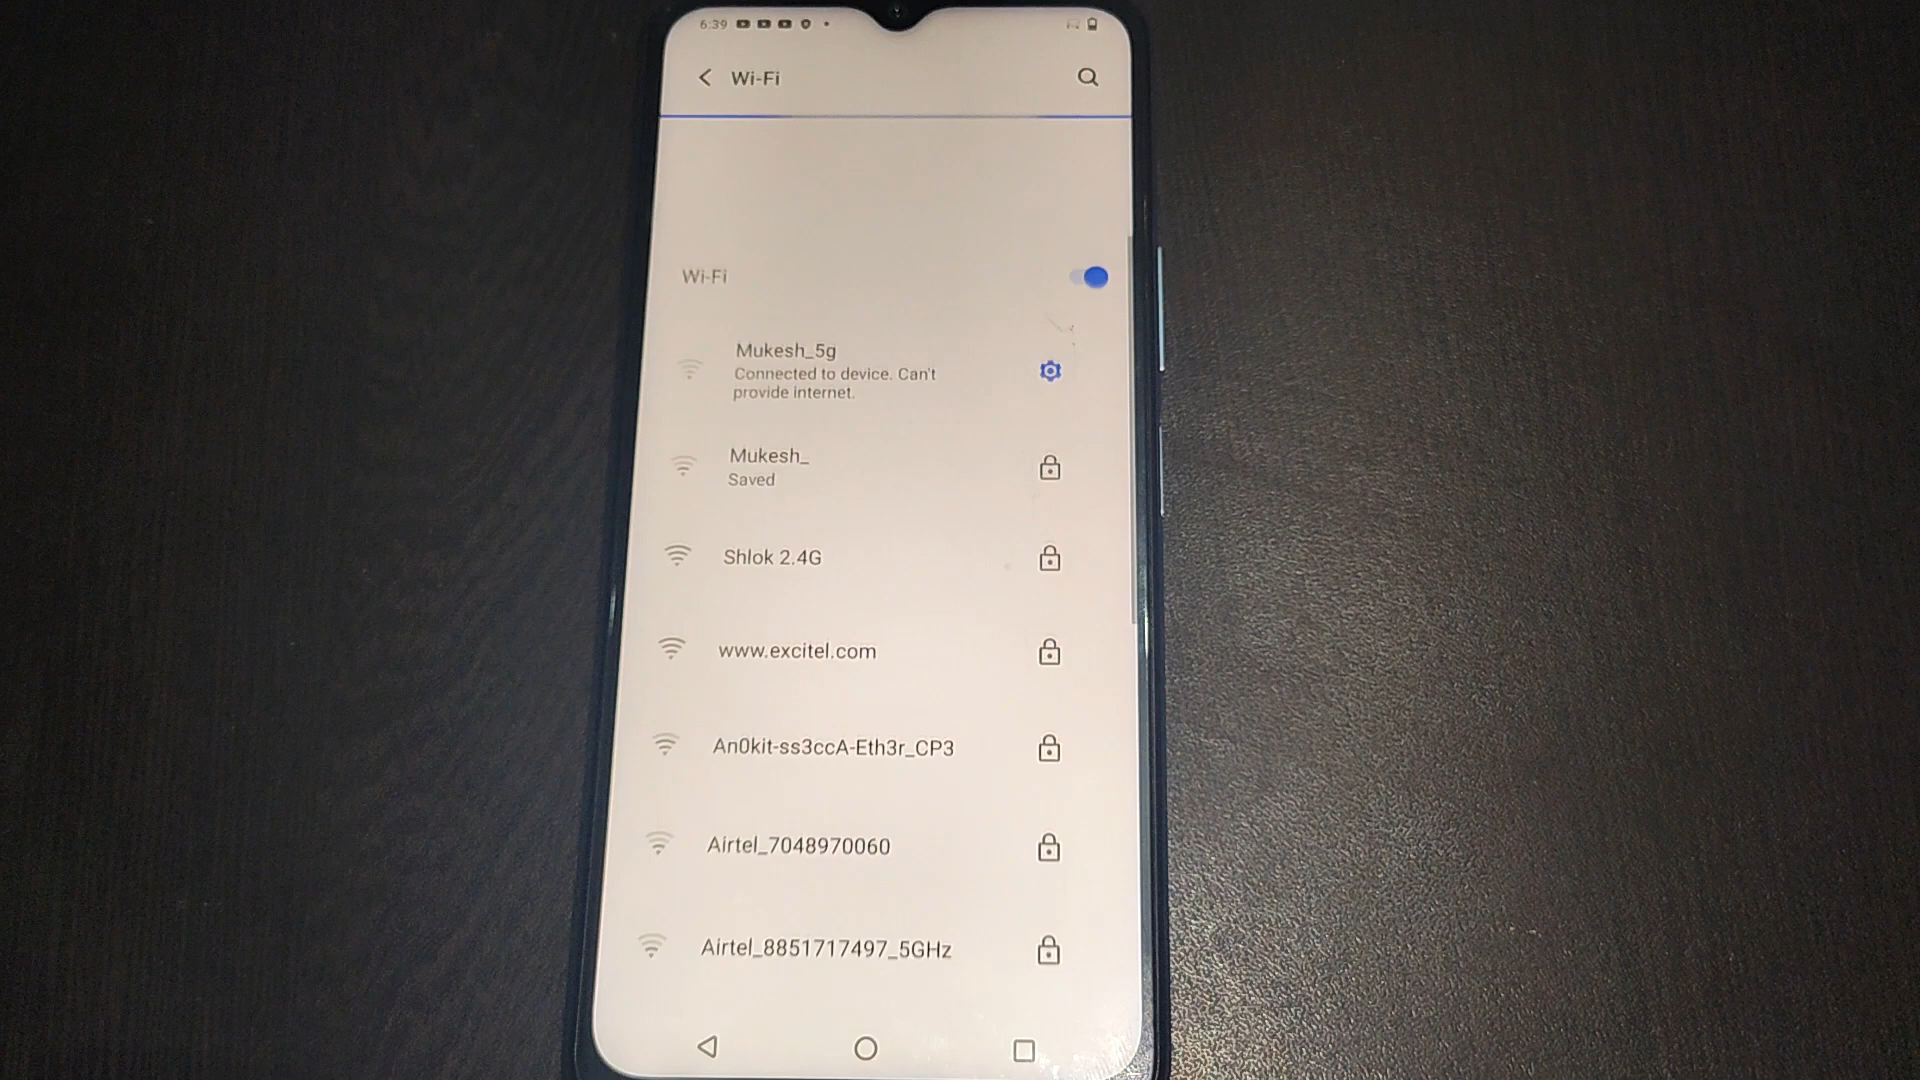 6:39
Wi-Fi
Wi-Fi
Mukesh_5g
Connected to device. Can't
provide internet.
Mukesh_
Saved
Shlok 2.4G
www.excitel.com
An0kit-ss3ccA-Eth3r_CP3
Airtel_7048970060
Airtel_8851717497_5GHz